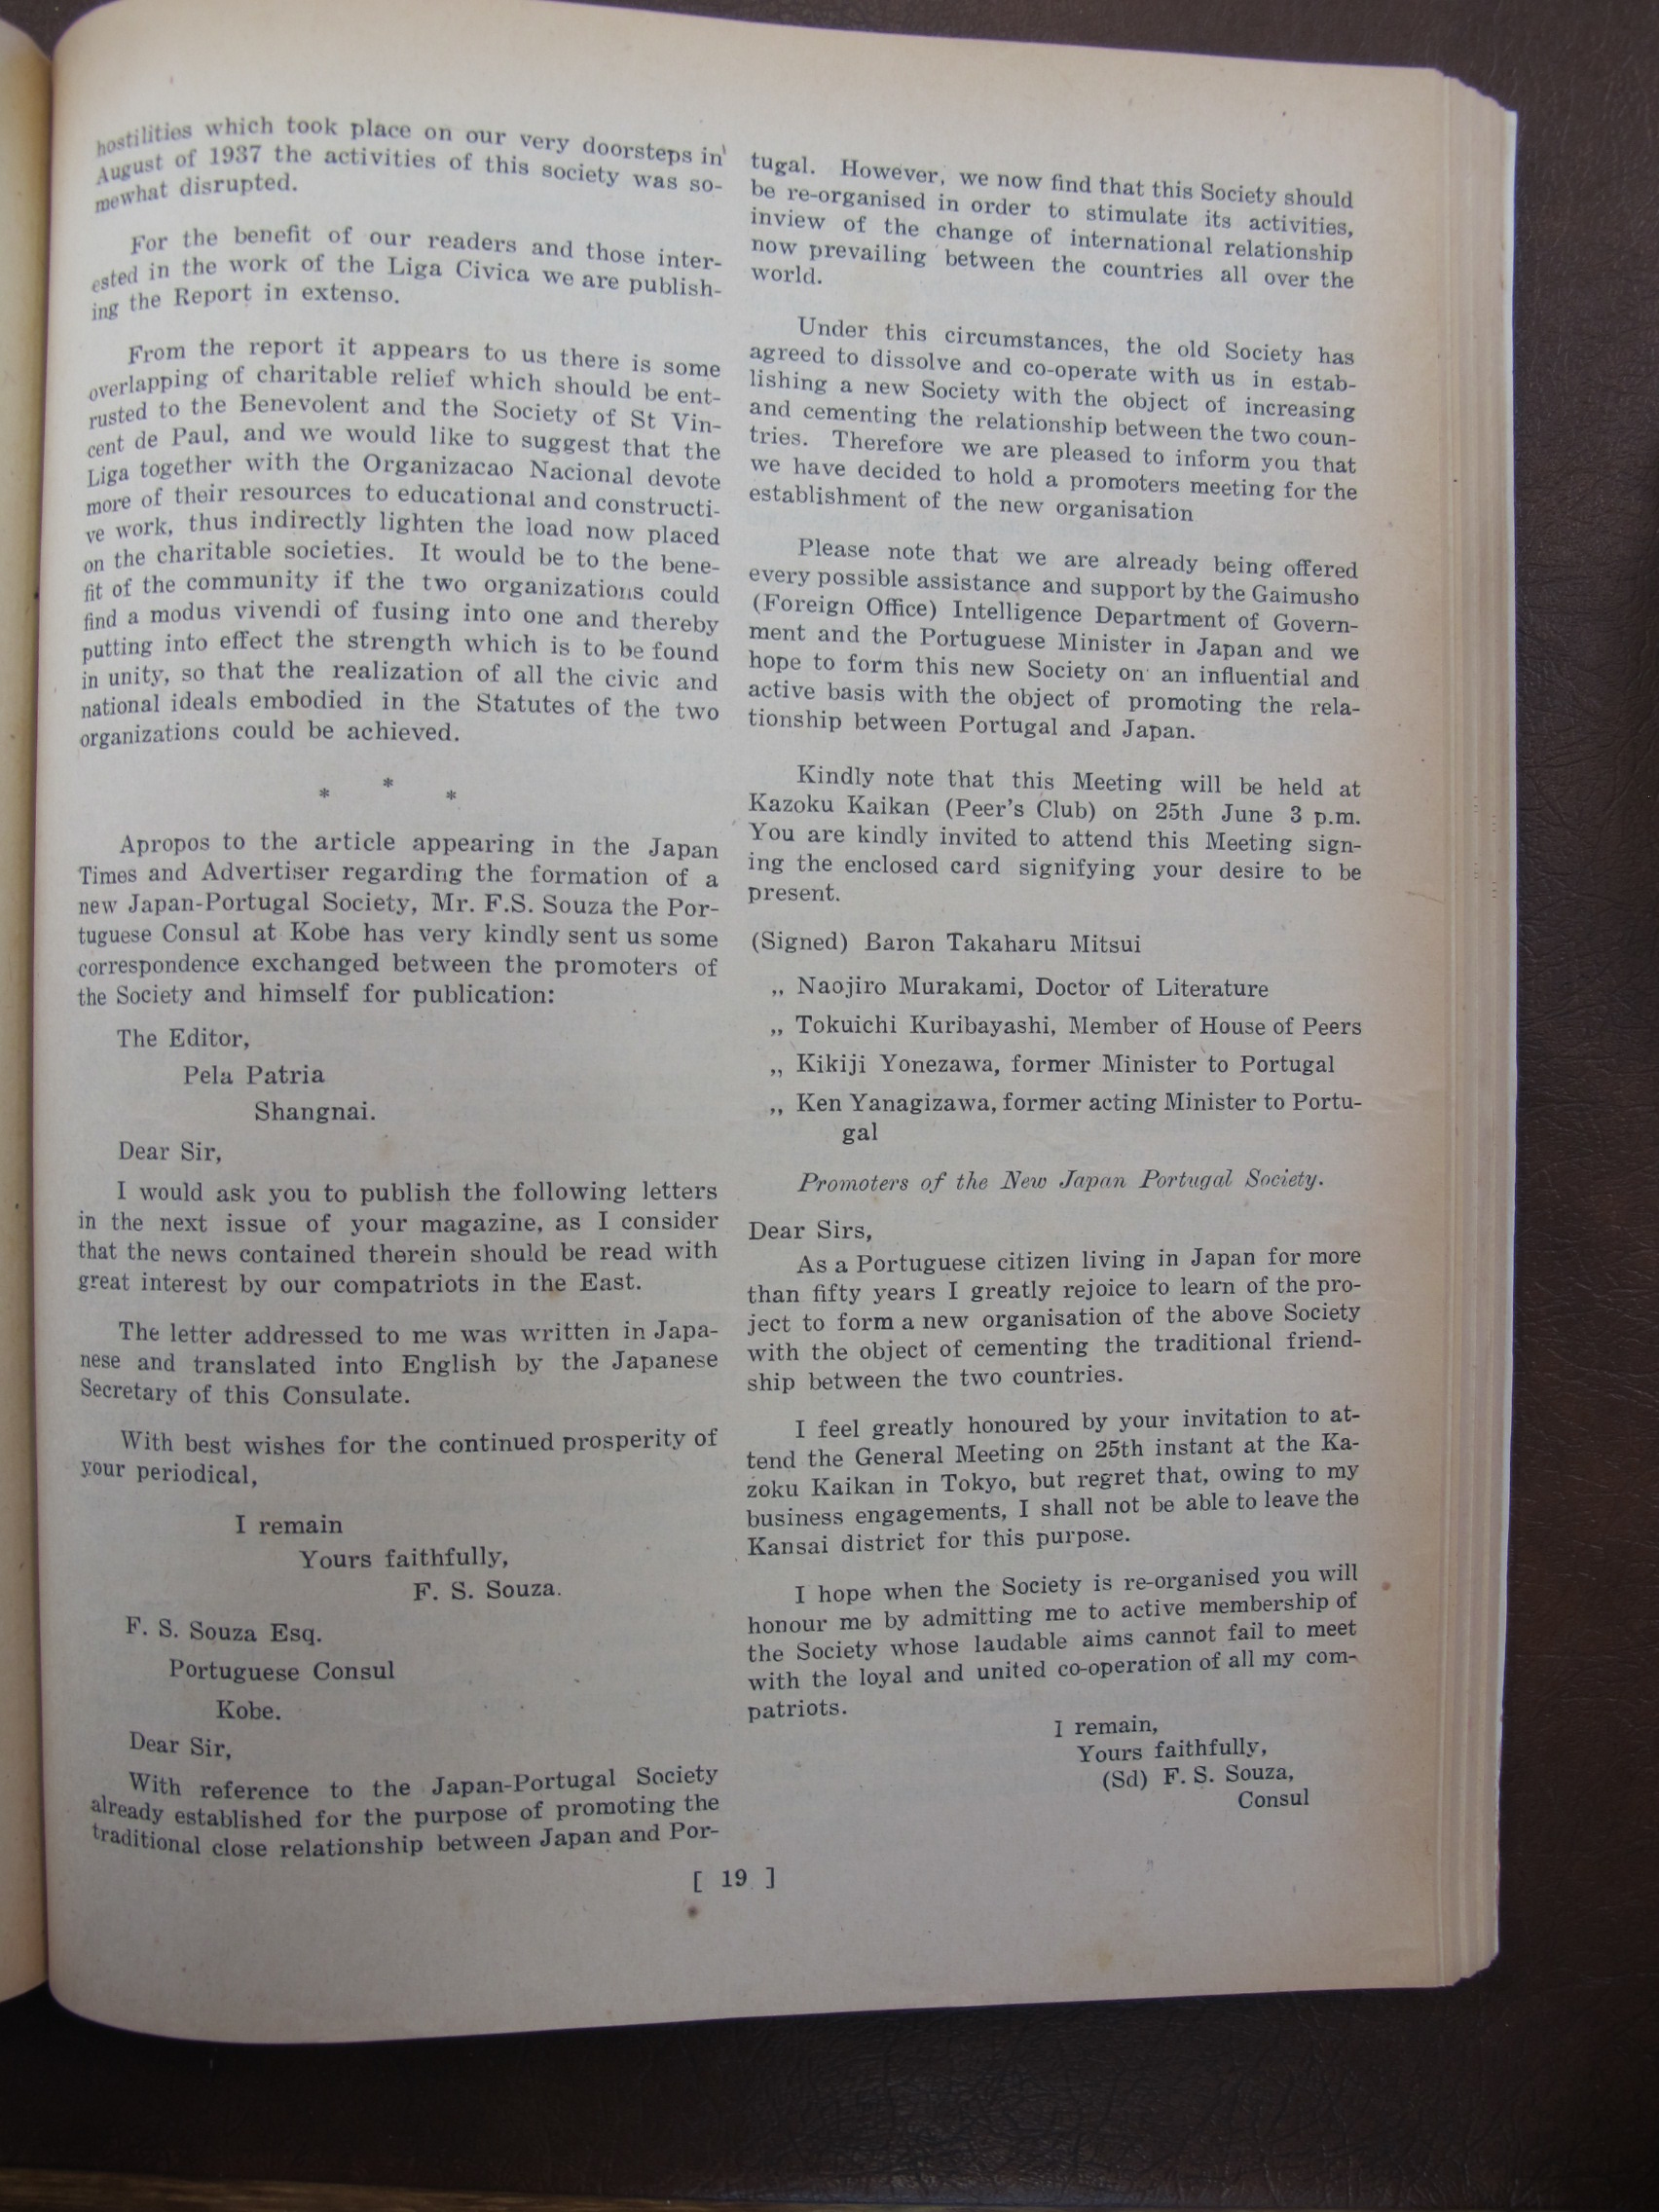 hostilities which took place on our very doorsteps in
August of 1937 the activities of this society was so-
mewhat disrupted.
For the benefit of our readers and those inter-
ested in the work of the Liga Civica we are publish-
ing the Report in extenso.
From the report it appears to us there is some
overlapping of charitable relief which should be ent-
rusted to the Benevolent and the Society of St Vin-
cent de Paul, and we would like to suggest that the
Liga together with the Organizacao Nacional devote
more of their resources to educational and constructi-
ve work, thus indirectly lighten the load now placed
on the charitable societies. It would be to the bene-
fit of the community if the two organizations could
find a modus vivendi of fusing into one and thereby
putting into effect the strength which is to be found
in unity, so that the realization of all the civic and
national ideals embodied in the Statutes of the two
organizations could be achieved.
* * *
Apropos to the article appearing in the Japan
Times and Advertiser regarding the formation of a
new Japan-Portugal Society, Mr. F.S. Souza the Por-
tuguese Consul at Kobe has very kindly sent us some
correspondence exchanged between the promoters of
the Society and himself for publication:
The Editor,
Pela Patria
Shangnai.
Dear Sir,
I would ask you to publish the following letters
in the next issue of your magazine, as I consider
that the news contained therein should be read with
great interest by our compatriots in the East.
The letter addressed to me was written in Japa-
nese and translated into English by the Japanese
Secretary of this Consulate.
With best wishes for the continued prosperity of
your periodical,
I remain
Yours faithfully,
F. S. Souza.
F. S. Souza Esq.
Portuguese Consul
Kobe.
Dear Sir,
With reference to the Japan-Portugal Society
already established for the purpose of promoting the
traditional close relationship between Japan and Por-
tugal. However, we now find that this Society should
be re-organised in order to stimulate its activities,
inview of the change of international relationship
now prevailing between the countries all over the
world.
Under this circumstances, the old Society has
agreed to dissolve and co-operate with us in estab-
lishing a new Society with the object of increasing
and cementing the relationship between the two coun-
tries. Therefore we are pleased to inform you that
we have decided to hold a promoters meeting for the
establishment of the new organisation
Please note that we are already being offered
every possible assistance and support by the Gaimusho
(Foreign Office) Intelligence Department of Govern-
ment and the Portuguese Minister in Japan and we
hope to form this new Society on an influential and
active basis with the object of promoting the rela-
tionship between Portugal and Japan.
Kindly note that this Meeting will be held at
Kazoku Kaikan (Peer's Club) on 25th June 3 p.m.
You are kindly invited to attend this Meeting sign-
ing the enclosed card signifying your desire to be
present.
(Signed) Baron Takaharu Mitsui
,, Naojiro Murakami, Doctor of Literature
,, Tokuichi Kuribayashi, Member of House of Peers
,, Kikiji Yonezawa, former Minister to Portugal
,, Ken Yanagizawa, former acting Minister to Portu-
gal
Promoters of the New Japan Portugal Society.
Dear Sirs,
As a Portuguese citizen living in Japan for more
than fifty years I greatly rejoice to learn of the pro-
ject to form a new organisation of the above Society
with the object of cementing the traditional friend-
ship between the two countries.
I feel greatly honoured by your invitation to at-
tend the General Meeting on 25th instant at the Ka-
zoku Kaikan in Tokyo, but regret that, owing to my
business engagements, I shall not be able to leave the
Kansai district for this purpose.
I hope when the Society is re-organised you will
honour me by admitting me to active membership of
the Society whose laudable aims cannot fail to meet
with the loyal and united co-operation of all my com-
patriots.
I remain,
Yours faithfully,
(Sd) F. S. Souza,
Consul
[ 19 ]